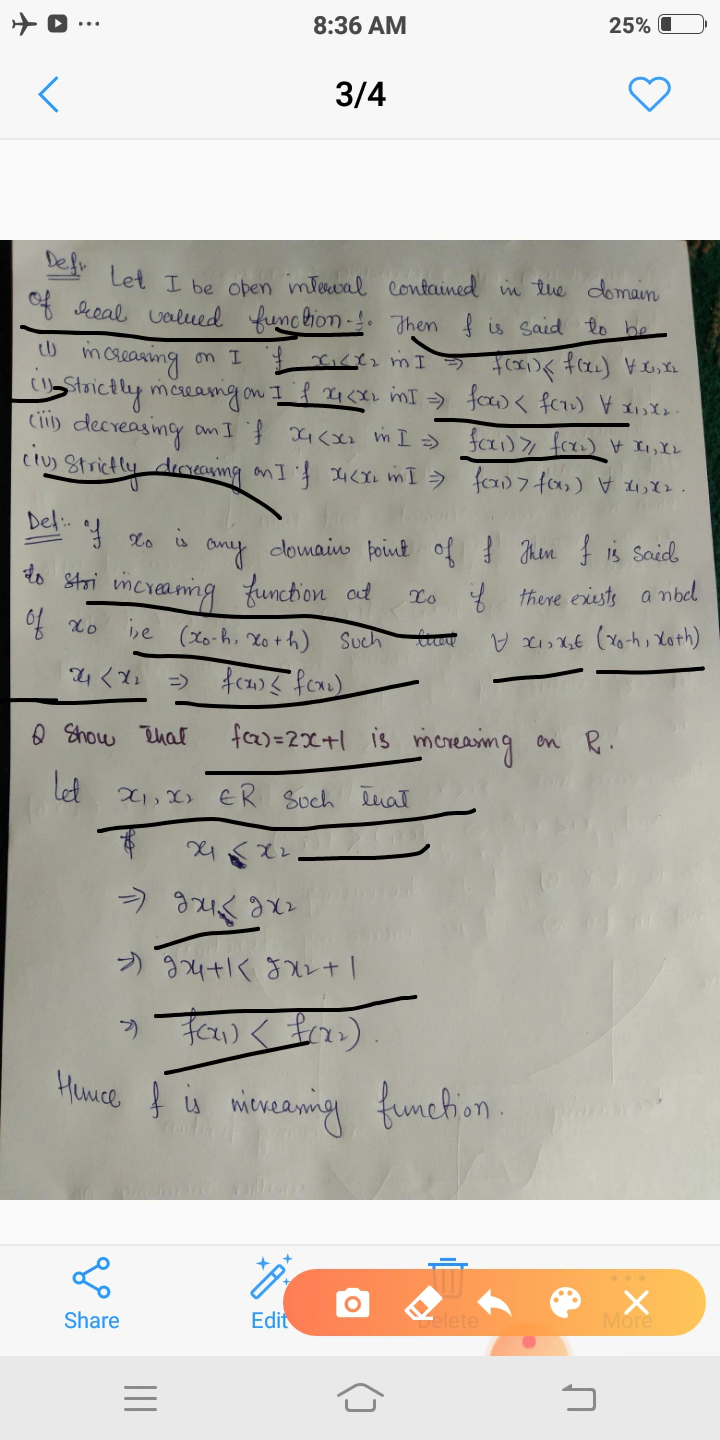 8:36 AM
25%
3/4
Def:-
Let I be open interval contained in the domain
of real valued function f. Then f is said to be
(i) increasing on I if x₁<x₂ in I ⇒ f(x₁)≤f(x₂) ∀ x₁,x₂
(ii) Strictly increasing on I if x₁<x₂ in I ⇒ f(x₁) < f(x₂) ∀ x₁,x₂.
(iii) decreasing on I if x₁<x₂ in I ⇒ f(x₁) ≥ f(x₂) ∀ x₁,x₂
(iv) Strictly decreasing on I if x₁<x₂ in I ⇒ f(x₁)>f(x₂) ∀ x₁,x₂.
Def:- if x₀ is any domain point of f Then f is said
to increasing function at x₀ if there exists a nbd
of x₀ i,e (x₀-h, x₀+h) Such that ∀ x₁,x₂∈ (x₀-h, x₀+h)
x₁ < x₂ ⇒ f(x₁)≤f(x₂)
Q Show that f(x)=2x+1 is increasing on R.
Let x₁, x₂ ∈R Such that
x₁ < x₂
⇒ 2x₁ < 2x₂
⇒ 2x₁+1< 2x₂+1
⇒ f(x₁) < f(x₂).
Hence f is increasing function.
Share
Edit
Delete
More